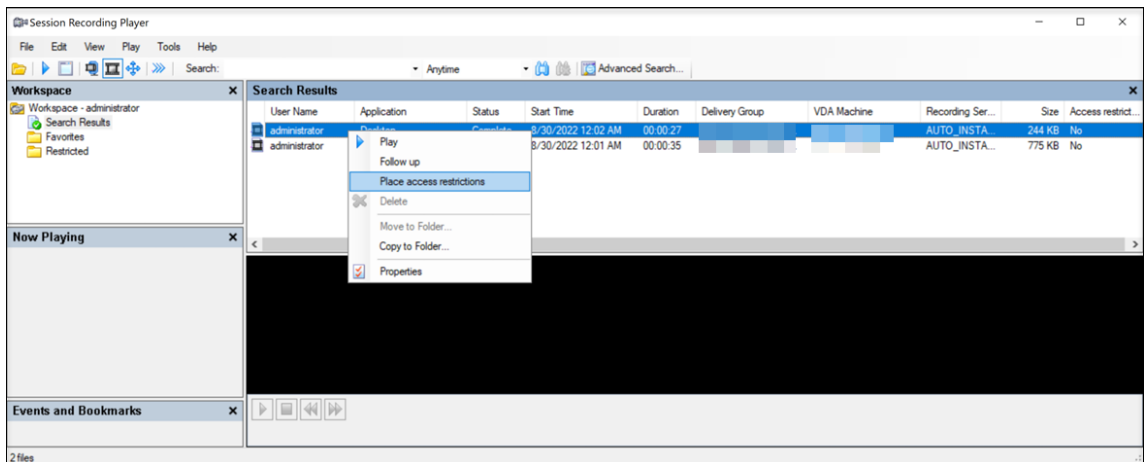 Session Recording Player
File Edit View Play Tools Help
Search: Anytime Advanced Search...
Workspace
Workspace - administrator
Search Results
Favorites
Restricted
Search Results
User Name Application Status Start Time Duration Delivery Group VDA Machine Recording Ser... Size Access restrict...
administrator Desktop Complete 8/30/2022 12:02 AM 00:00:27 AUTO_INSTA... 244 KB No
administrator 8/30/2022 12:01 AM 00:00:35 AUTO_INSTA... 775 KB No
Play
Follow up
Place access restrictions
Delete
Move to Folder...
Copy to Folder...
Properties
Now Playing
Events and Bookmarks
2 files